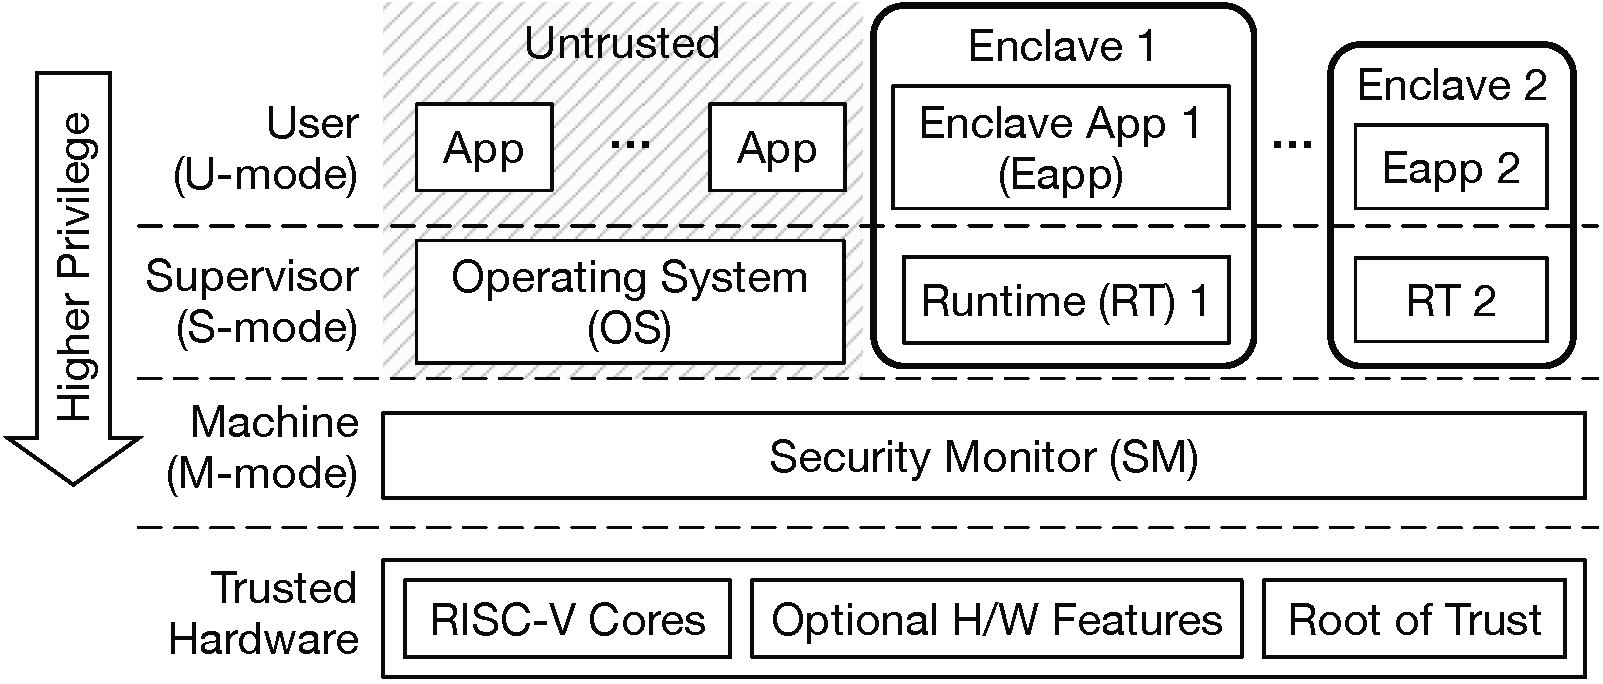 Higher Privilege
User
(U-mode)
Untrusted
App
...
App
Enclave 1
Enclave App 1
(Eapp)
...
Enclave 2
Eapp 2
Supervisor
(S-mode)
Operating System
(OS)
Runtime (RT) 1
RT 2
Machine
(M-mode)
Security Monitor (SM)
Trusted
Hardware
RISC-V Cores
Optional H/W Features
Root of Trust